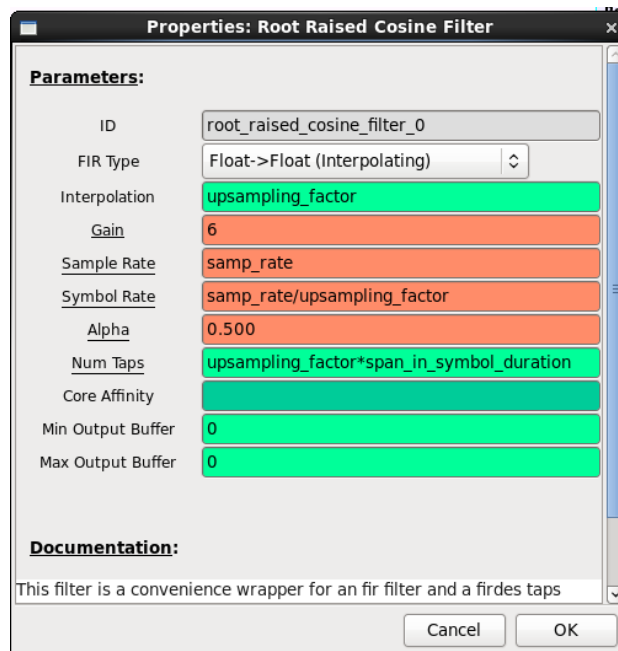 Properties: Root Raised Cosine Filter
Parameters:
ID root_raised_cosine_filter_0
FIR Type Float->Float (Interpolating)
Interpolation upsampling_factor
Gain 6
Sample Rate samp_rate
Symbol Rate samp_rate/upsampling_factor
Alpha 0.500
Num Taps upsampling_factor*span_in_symbol_duration
Core Affinity
Min Output Buffer 0
Max Output Buffer 0
Documentation:
This filter is a convenience wrapper for an fir filter and a firdes taps
Cancel OK